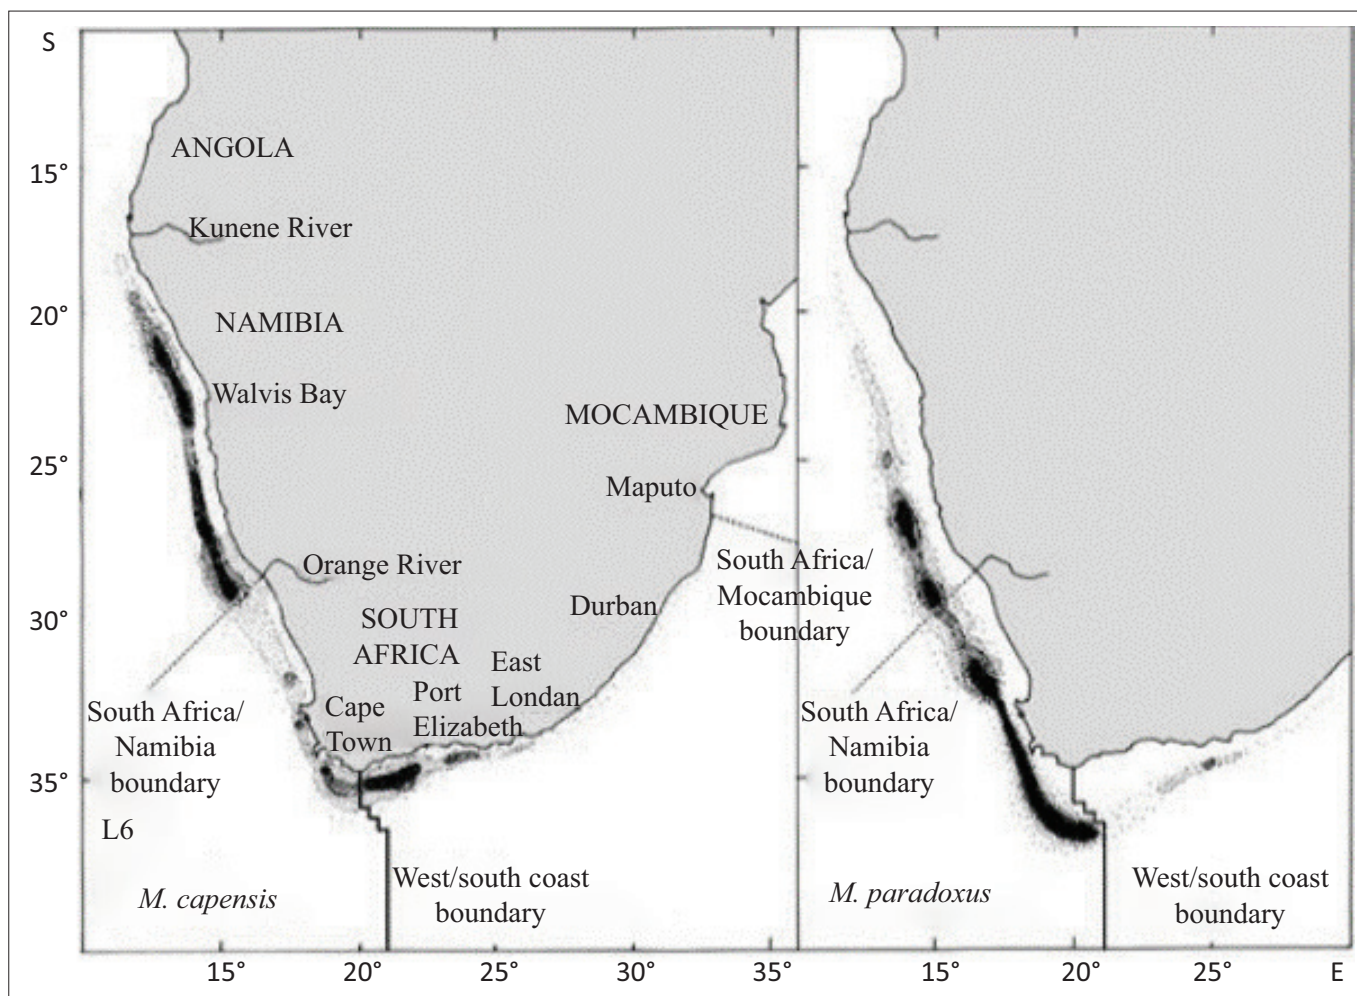 S
15°
20°
25°
30°
35°
ANGOLA
Kunene River
NAMIBIA
Walvis Bay
MOCAMBIQUE
Maputo
Orange River
SOUTH
AFRICA
Durban
East
Londan
Port
Elizabeth
Cape
Town
South Africa/
Mocambique
boundary
South Africa/
Namibia
boundary
L6
M. capensis
West/south coast
boundary
15°
20°
25°
30°
35°
South Africa/
Namibia
boundary
M. paradoxus
West/south coast
boundary
15°
20°
25°
E